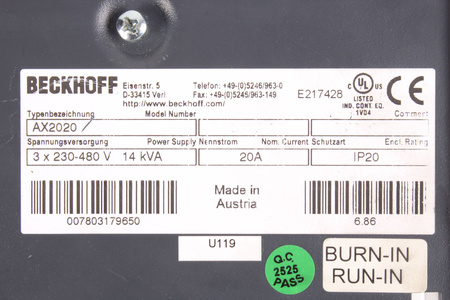 BECKHOFF
Eisenstr. 5 Telefon: +49-(0)5246/963-0
D-33415 Verl Fax: +49-(0)5246/963-149
http://www.beckhoff.com/
E217428
C UL US
LISTED
IND. CONT. EQ.
1V04
CE
Typenbezeichnung Model Number Comment
AX2020/
Spannungsversorgung Power Supply Nennstrom Nom. Current Schutzart Encl. Rating
3 x 230-480 V 14 kVA 20A IP20
007803179650
Made in
Austria
6.86
U119
Q.C.
2525
PASS
BURN-IN
RUN-IN